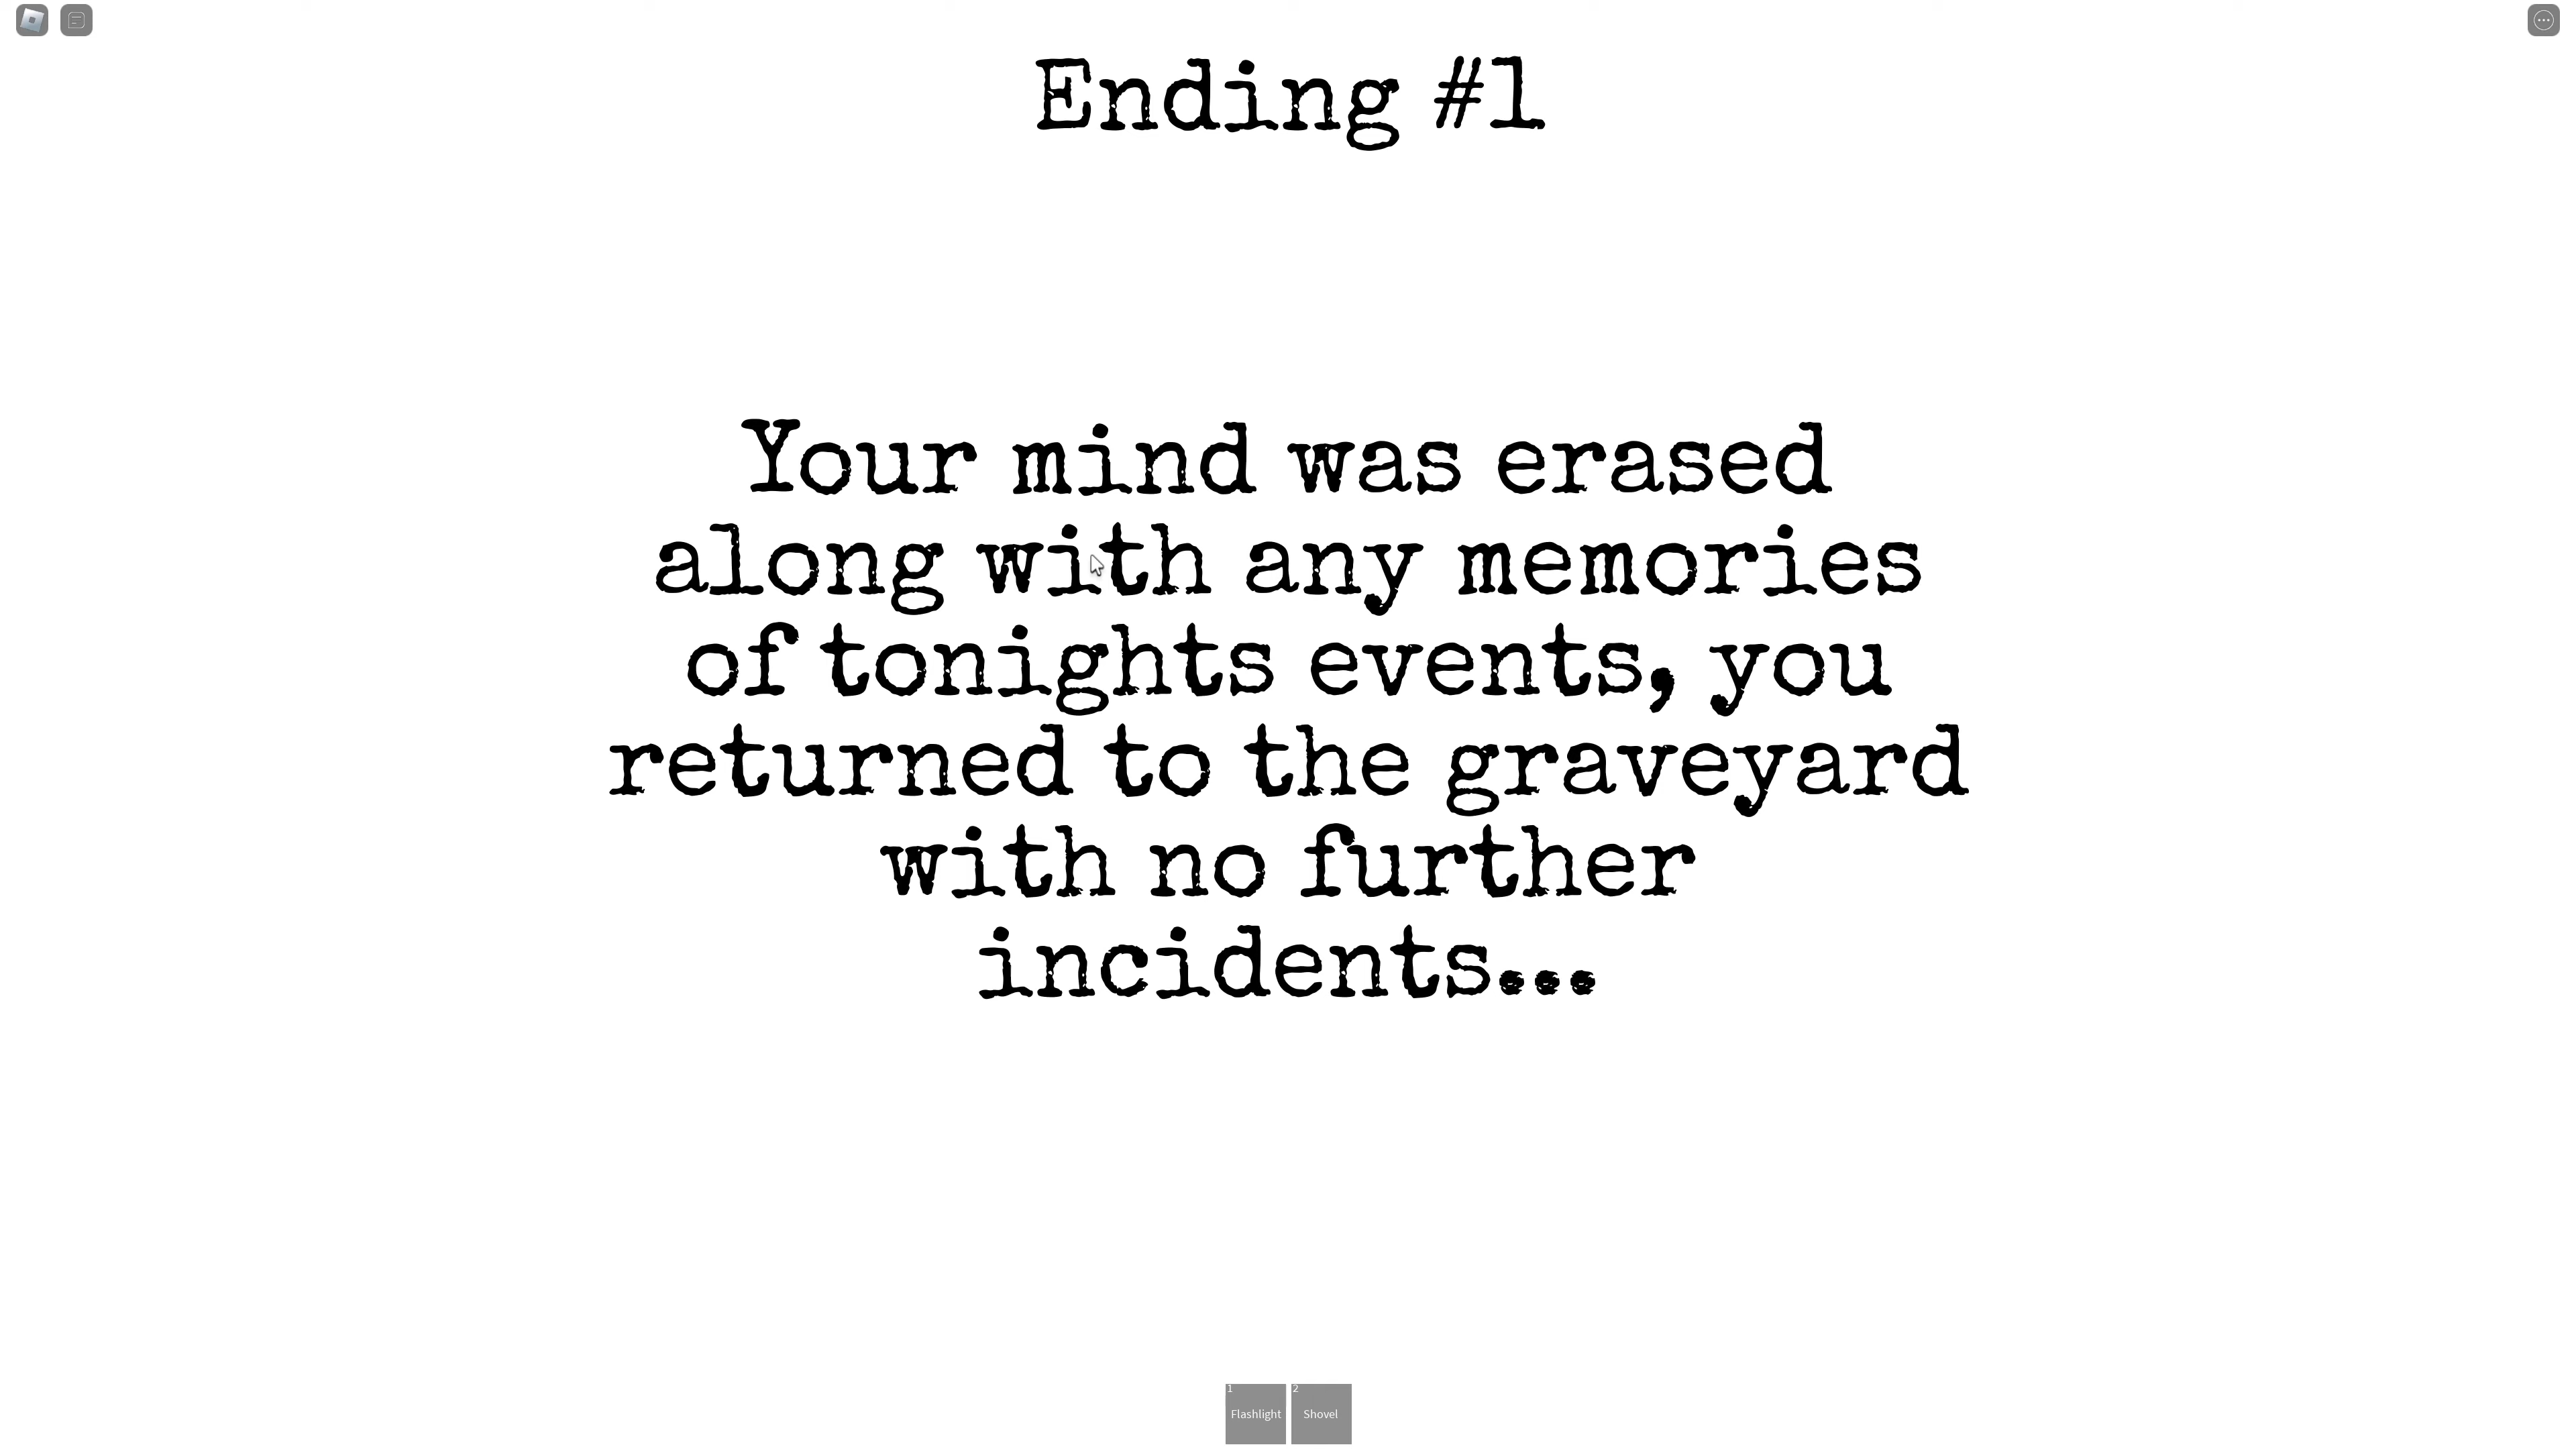 Ending #1
Your mind was erased
along with any memories
of tonights events, you
returned to the graveyard
with no further
incidents...
1
Flashlight
2
Shovel